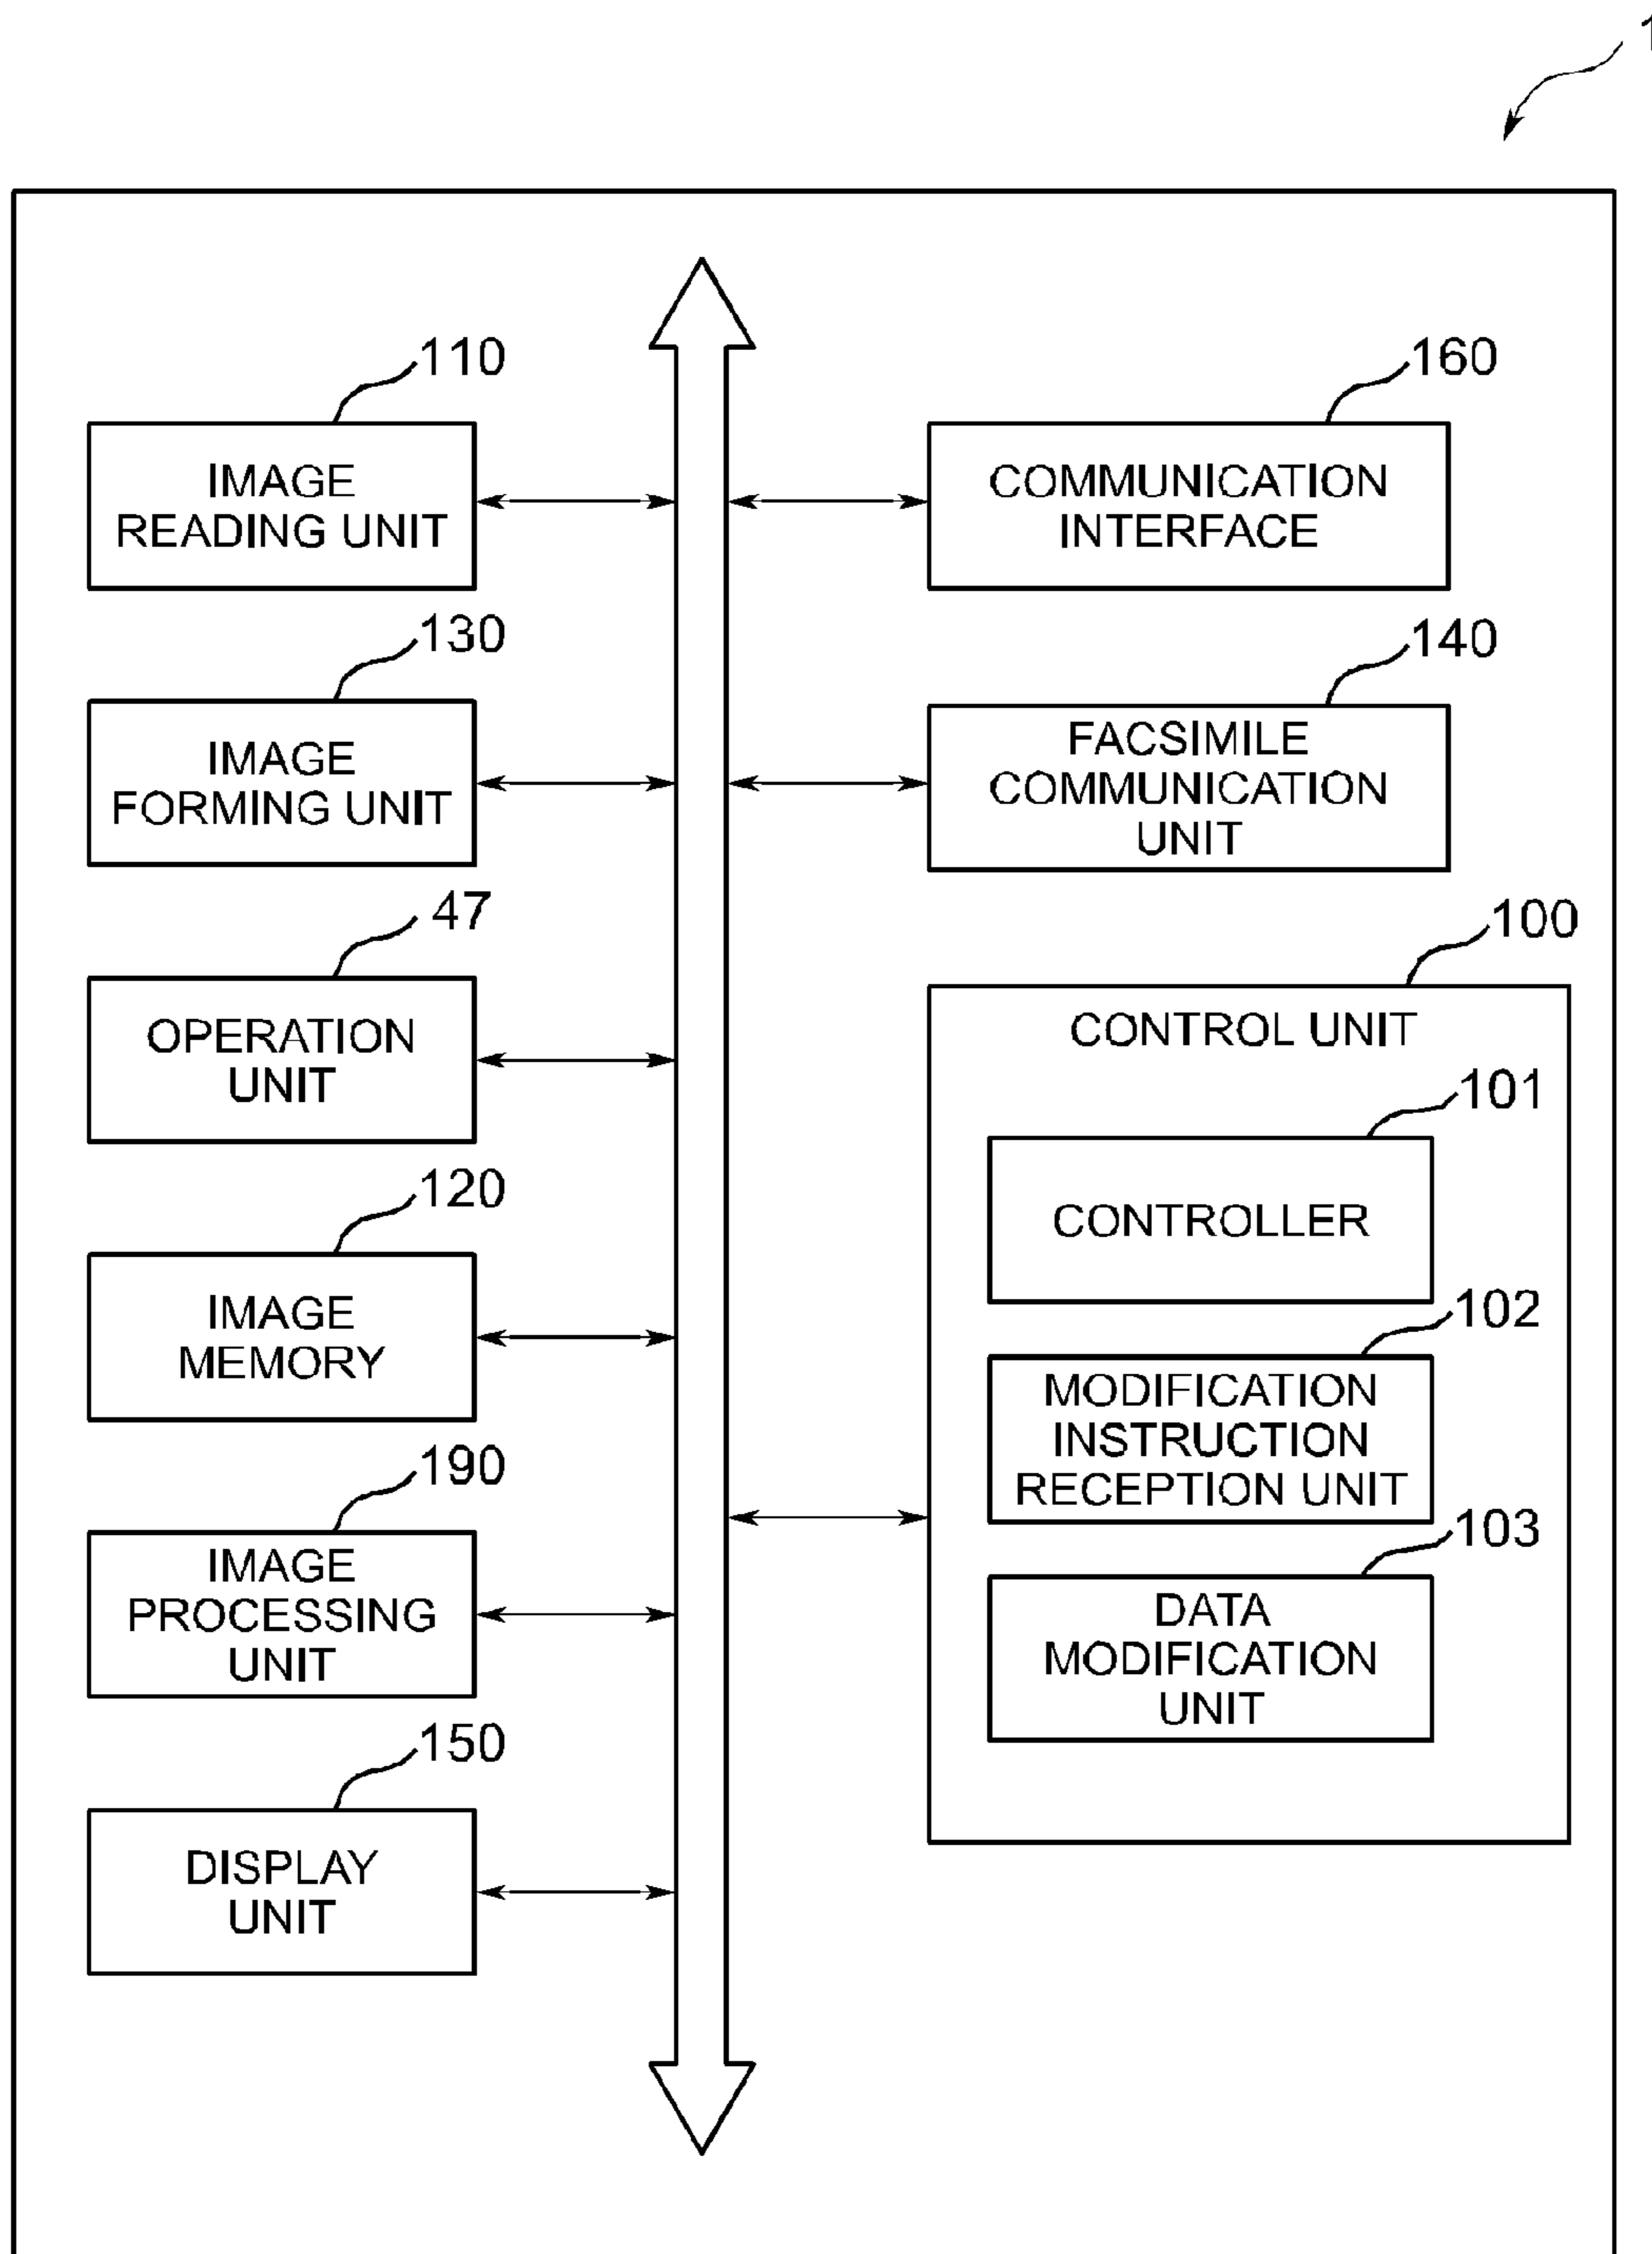 1
110
IMAGE
READING UNIT
130
IMAGE
FORMING UNIT
47
OPERATION
UNIT
120
IMAGE
MEMORY
190
IMAGE
PROCESSING
UNIT
150
DISPLAY
UNIT
160
COMMUNICATION
INTERFACE
140
FACSIMILE
COMMUNICATION
UNIT
100
CONTROL UNIT
101
CONTROLLER
102
MODIFICATION
INSTRUCTION
RECEPTION UNIT
103
DATA
MODIFICATION
UNIT